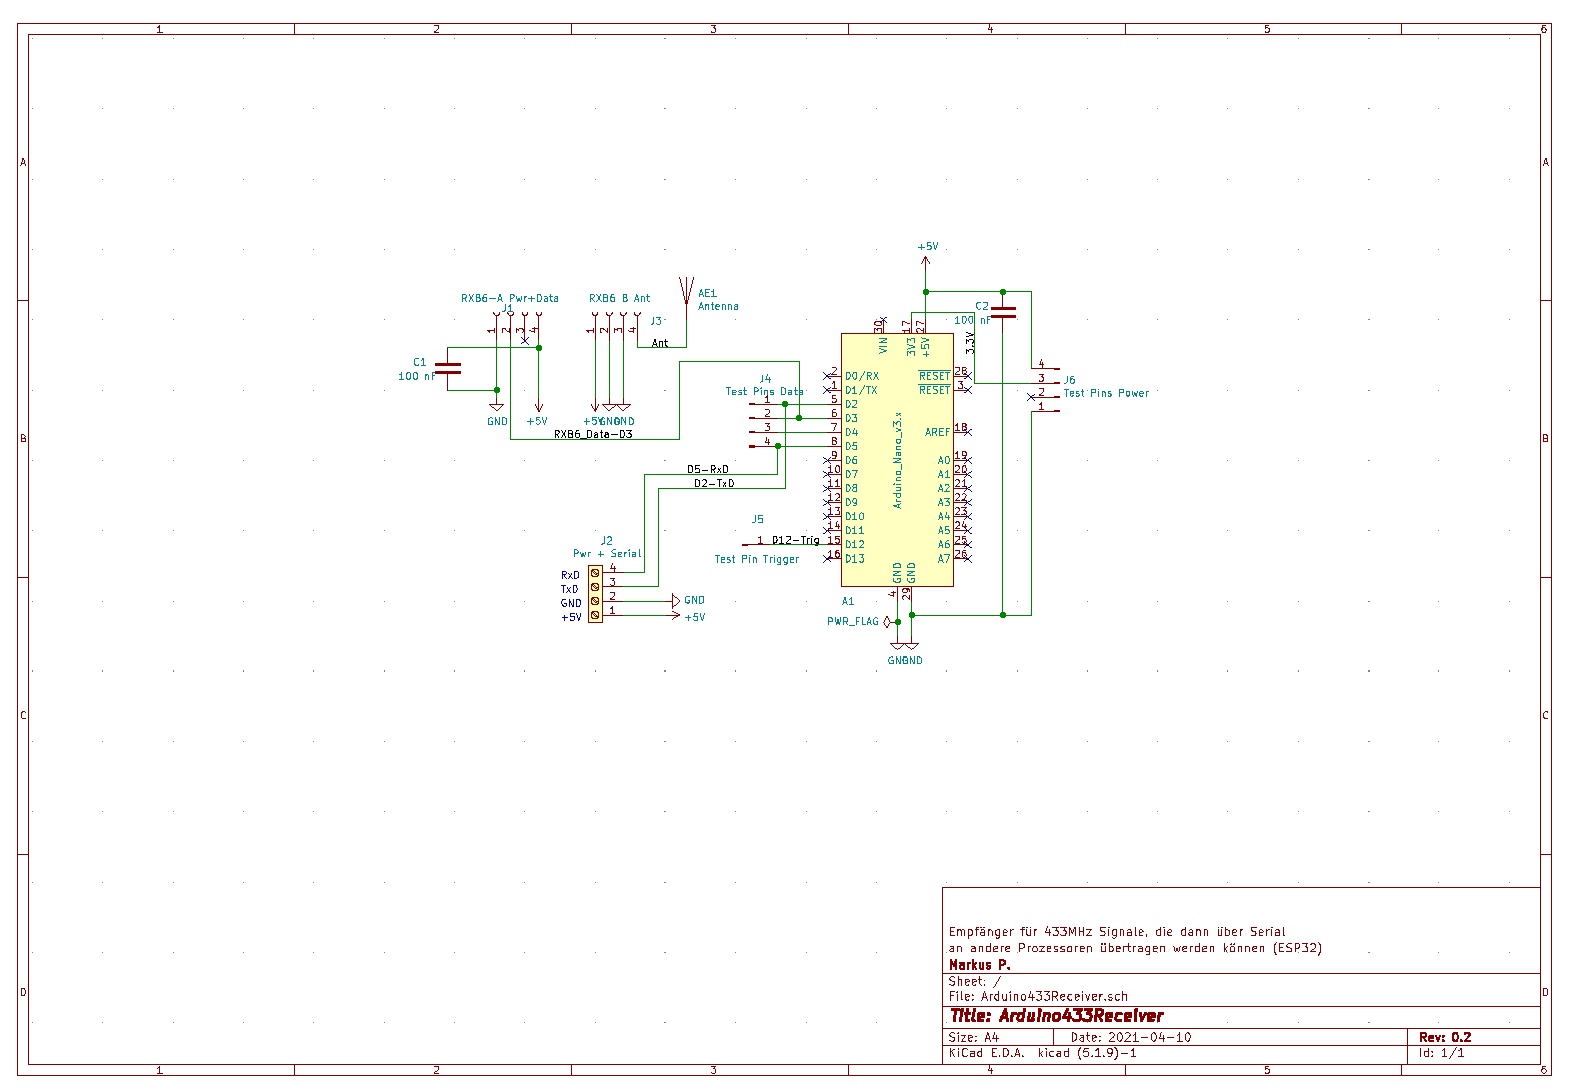 1 2 3 4 5 6
A A
+5V
RXB6-A Pwr+Data
J1
1 2 3 4
RXB6 B Ant
J3
1 2 3 4
AE1
Antenna
Ant
C1
100 nF
GND
+5V
+5V
GND
GND
RXB6_Data-D3
C2
100 nF
3.3V
30 17 27
VIN
3V3
+5V
J4
Test Pins Data
1
2
3
4
2 D0/RX
1 D1/TX
5 D2
6 D3
7 D4
8 D5
9 D6
10 D7
11 D8
12 D9
13 D10
14 D11
15 D12
16 D13
Arduino_Nano_v3.x
RESET 28
RESET 3
AREF 18
A0 19
A1 20
A2 21
A3 22
A4 23
A5 24
A6 25
A7 26
GND
GND
4 29
A1
4
3
2
1
J6
Test Pins Power
B B
D5-RxD
D2-TxD
J5
1 D12-Trig
Test Pin Trigger
J2
Pwr + Serial
RxD 4
TxD 3
GND 2 GND
+5V 1 +5V
PWR_FLAG
GND
GND
C C
Empfänger für 433MHz Signale, die dann über Serial
an andere Prozessoren übertragen werden können (ESP32)
Markus P.
Sheet: /
File: Arduino433Receiver.sch
Title: Arduino433Receiver
Size: A4 Date: 2021-04-10 Rev: 0.2
KiCad E.D.A. kicad (5.1.9)-1 Id: 1/1
D D
1 2 3 4 5 6